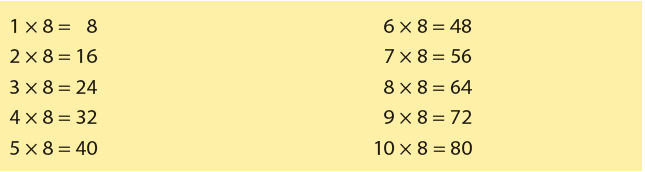 1 × 8 = 8
2 × 8 = 16
3 × 8 = 24
4 × 8 = 32
5 × 8 = 40
6 × 8 = 48
7 × 8 = 56
8 × 8 = 64
9 × 8 = 72
10 × 8 = 80